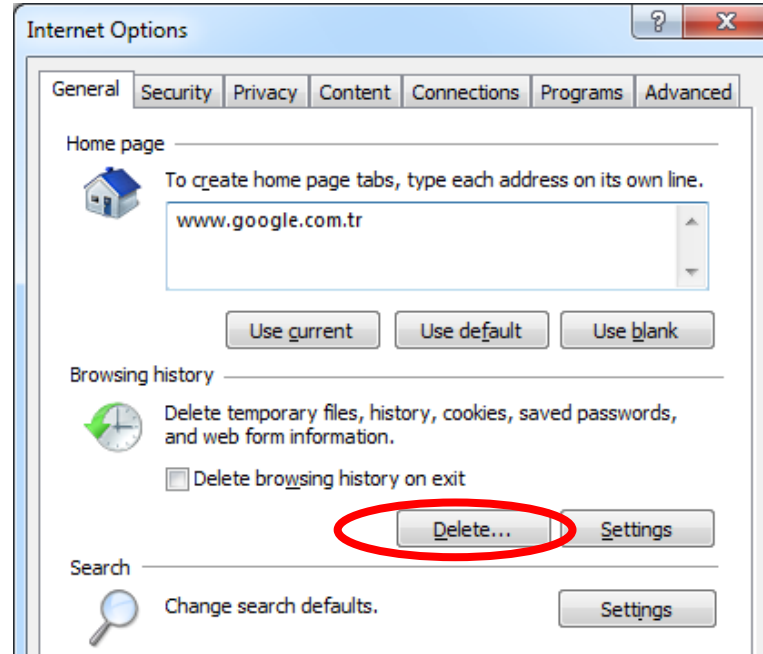 Internet Options
General Security Privacy Content Connections Programs Advanced
Home page
To create home page tabs, type each address on its own line.
www.google.com.tr
Use current Use default Use blank
Browsing history
Delete temporary files, history, cookies, saved passwords,
and web form information.
Delete browsing history on exit
Delete... Settings
Search
Change search defaults. Settings